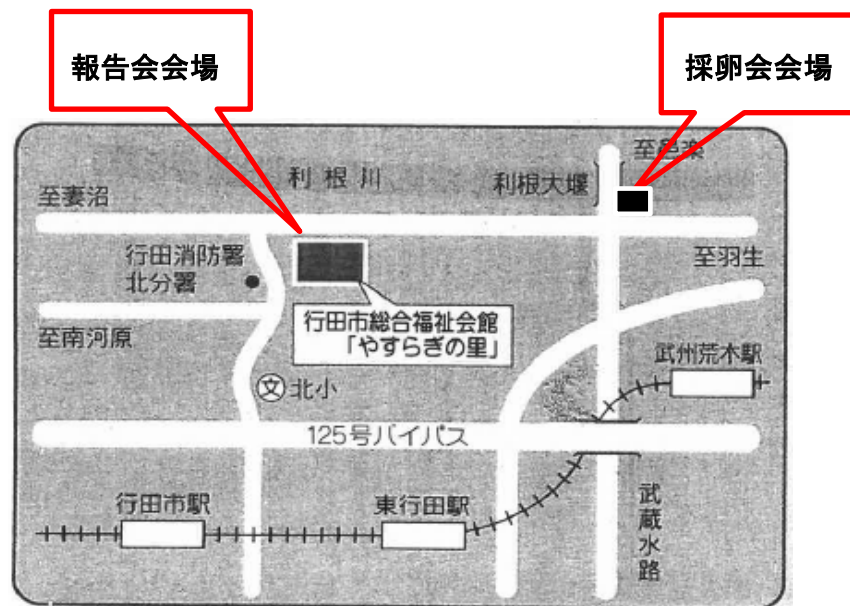 報告会会場
採卵会会場
至邑楽
利根川
利根大堰
至妻沼
行田消防署
北分署
至羽生
行田市総合福祉会館
「やすらぎの里」
至南河原
武州荒木駅
文
北小
125号バイパス
行田市駅
東行田駅
武蔵水路